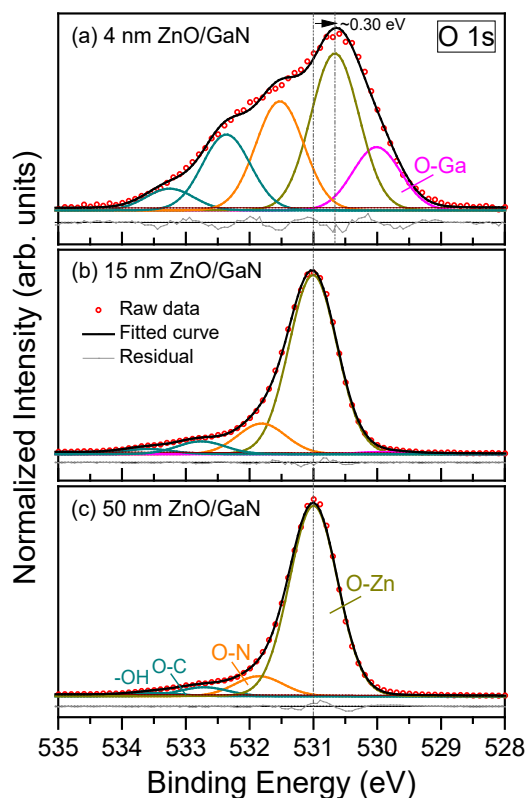 ~0.30 eV
(a) 4 nm ZnO/GaN
O 1s
O-Ga
(b) 15 nm ZnO/GaN
Raw data
Fitted curve
Residual
(c) 50 nm ZnO/GaN
O-Zn
O-N
O-C
-OH
535 534 533 532 531 530 529 528
Binding Energy (eV)
Normalized Intensity (arb. units)